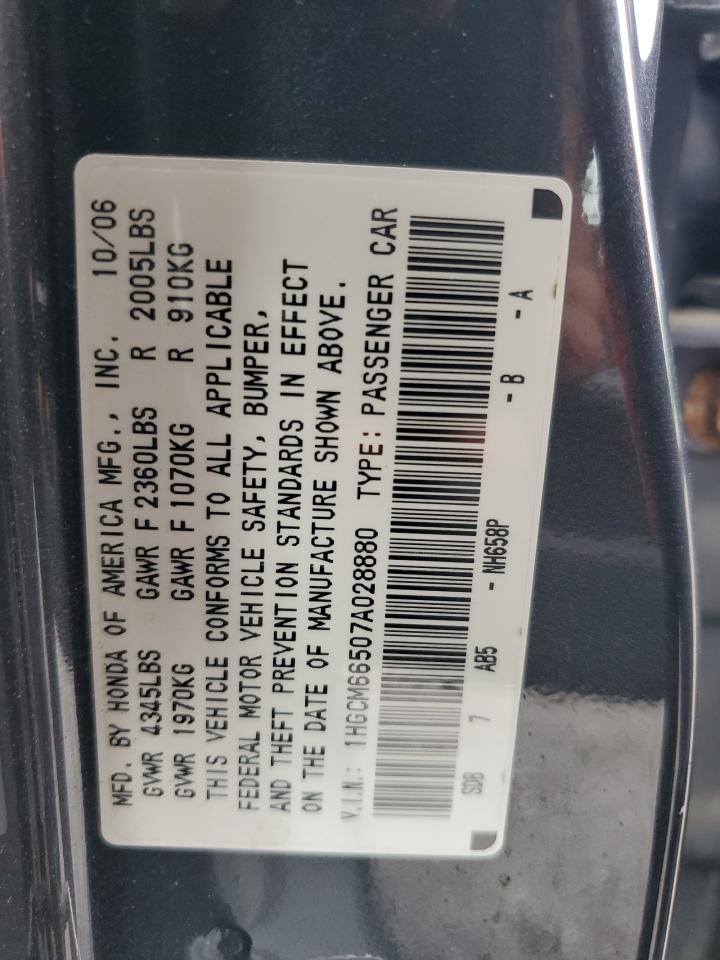 MFD. BY HONDA OF AMERICA MFG., INC. 10/06
GVWR 4345LBS GAWR F 2360LBS R 2005LBS
GVWR 1970KG GAWR F 1070KG R 910KG
THIS VEHICLE CONFORMS TO ALL APPLICABLE
FEDERAL MOTOR VEHICLE SAFETY, BUMPER,
AND THEFT PREVENTION STANDARDS IN EFFECT
ON THE DATE OF MANUFACTURE SHOWN ABOVE.
V.I.N.: 1HGCM66507A028880 TYPE: PASSENGER CAR
SDB 7 AB5 - NH658P - B - A